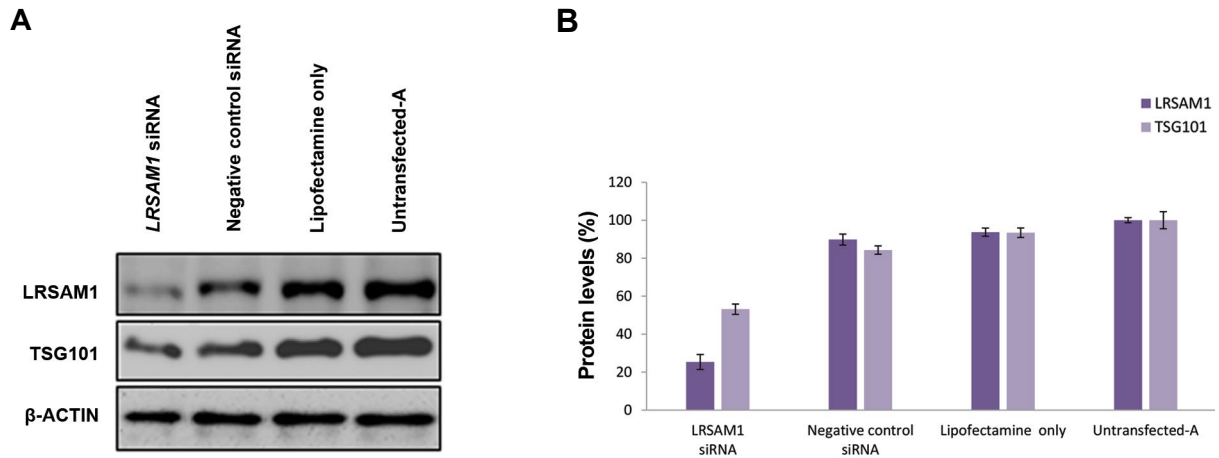 A
LRSAM1 siRNA
Negative control siRNA
Lipofectamine only
Untransfected-A
LRSAM1
TSG101
β-ACTIN
B
LRSAM1
TSG101
Protein levels (%)
120
100
80
60
40
20
0
LRSAM1
siRNA
Negative control
siRNA
Lipofectamine only
Untransfected-A